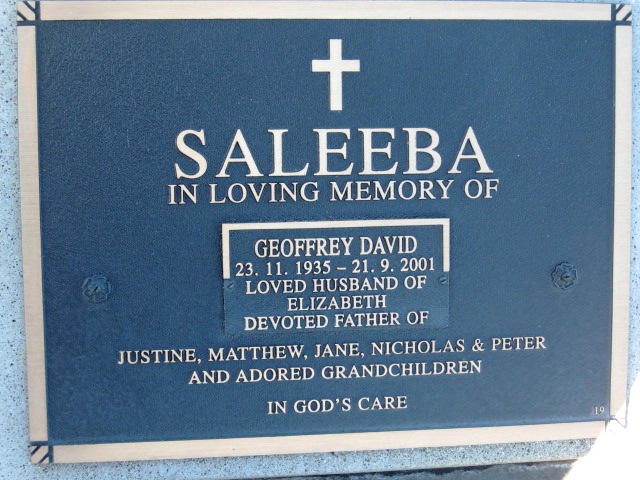 SALEEBA
IN LOVING MEMORY OF
GEOFFREY DAVID
23. 11. 1935 – 21. 9. 2001
LOVED HUSBAND OF
ELIZABETH
DEVOTED FATHER OF
JUSTINE, MATTHEW, JANE, NICHOLAS & PETER
AND ADORED GRANDCHILDREN
IN GOD'S CARE
19